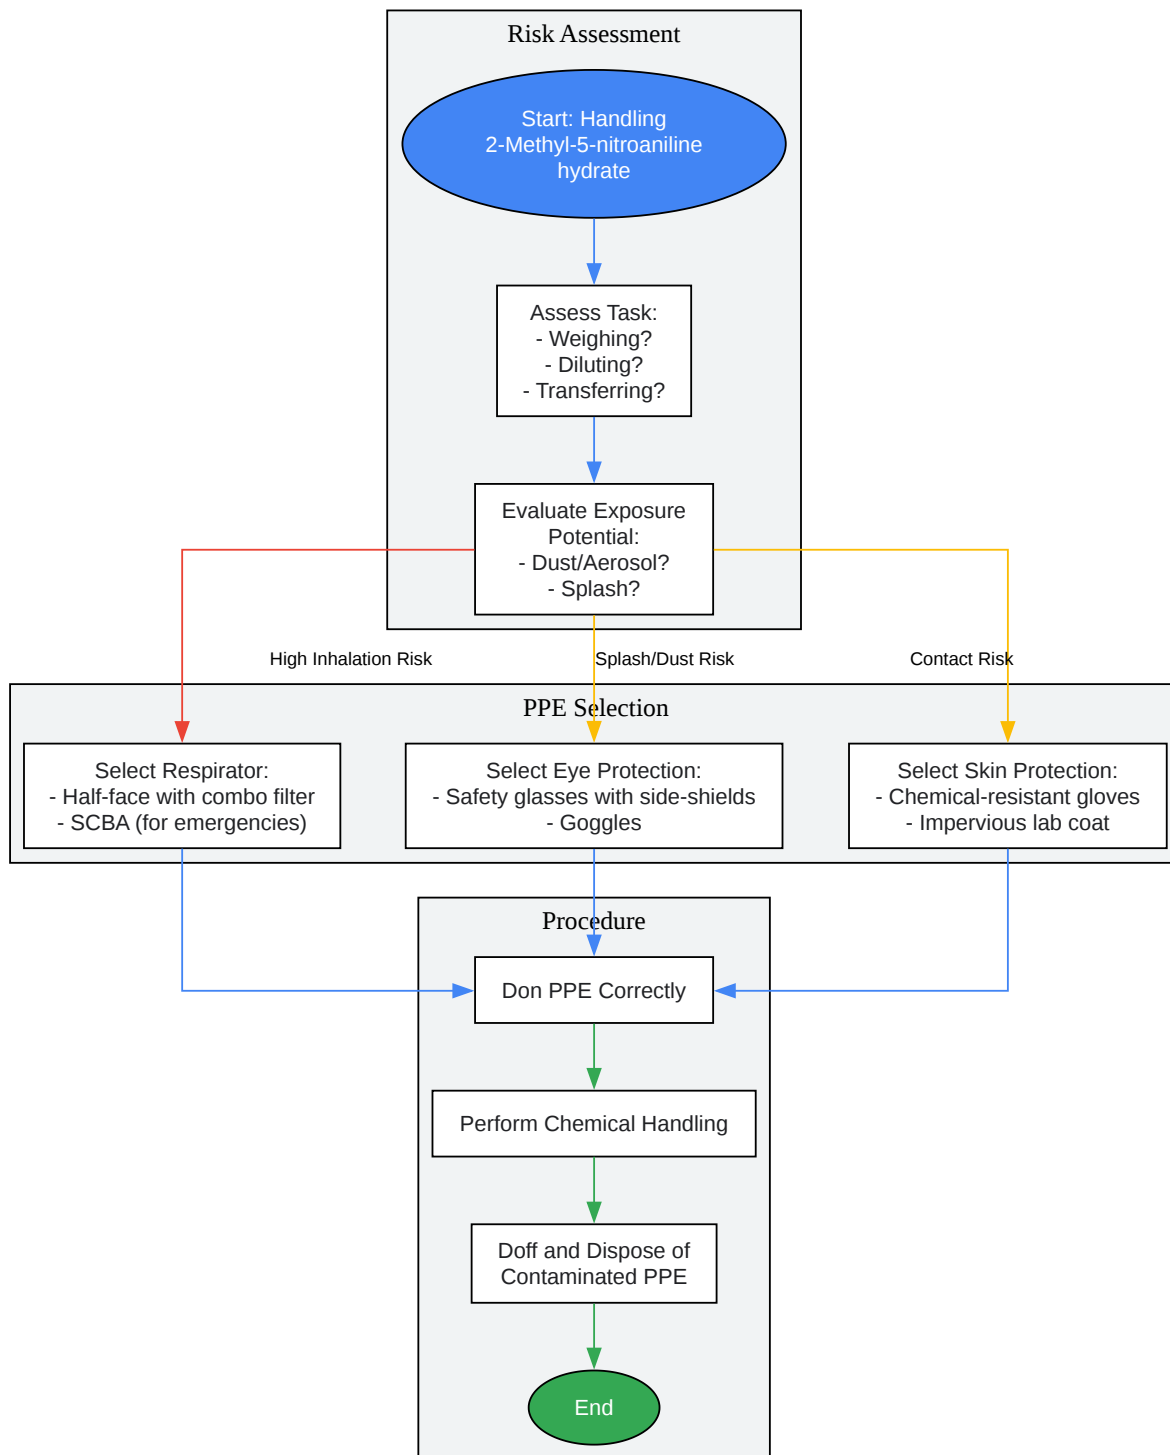 Risk Assessment
Start: Handling
2-Methyl-5-nitroaniline
hydrate
Assess Task:
- Weighing?
- Diluting?
- Transferring?
Evaluate Exposure
Potential:
- Dust/Aerosol?
- Splash?
High Inhalation Risk
Splash/Dust Risk
Contact Risk
PPE Selection
Select Respirator:
- Half-face with combo filter
- SCBA (for emergencies)
Select Eye Protection:
- Safety glasses with side-shields
- Goggles
Select Skin Protection:
- Chemical-resistant gloves
- Impervious lab coat
Procedure
Don PPE Correctly
Perform Chemical Handling
Doff and Dispose of
Contaminated PPE
End